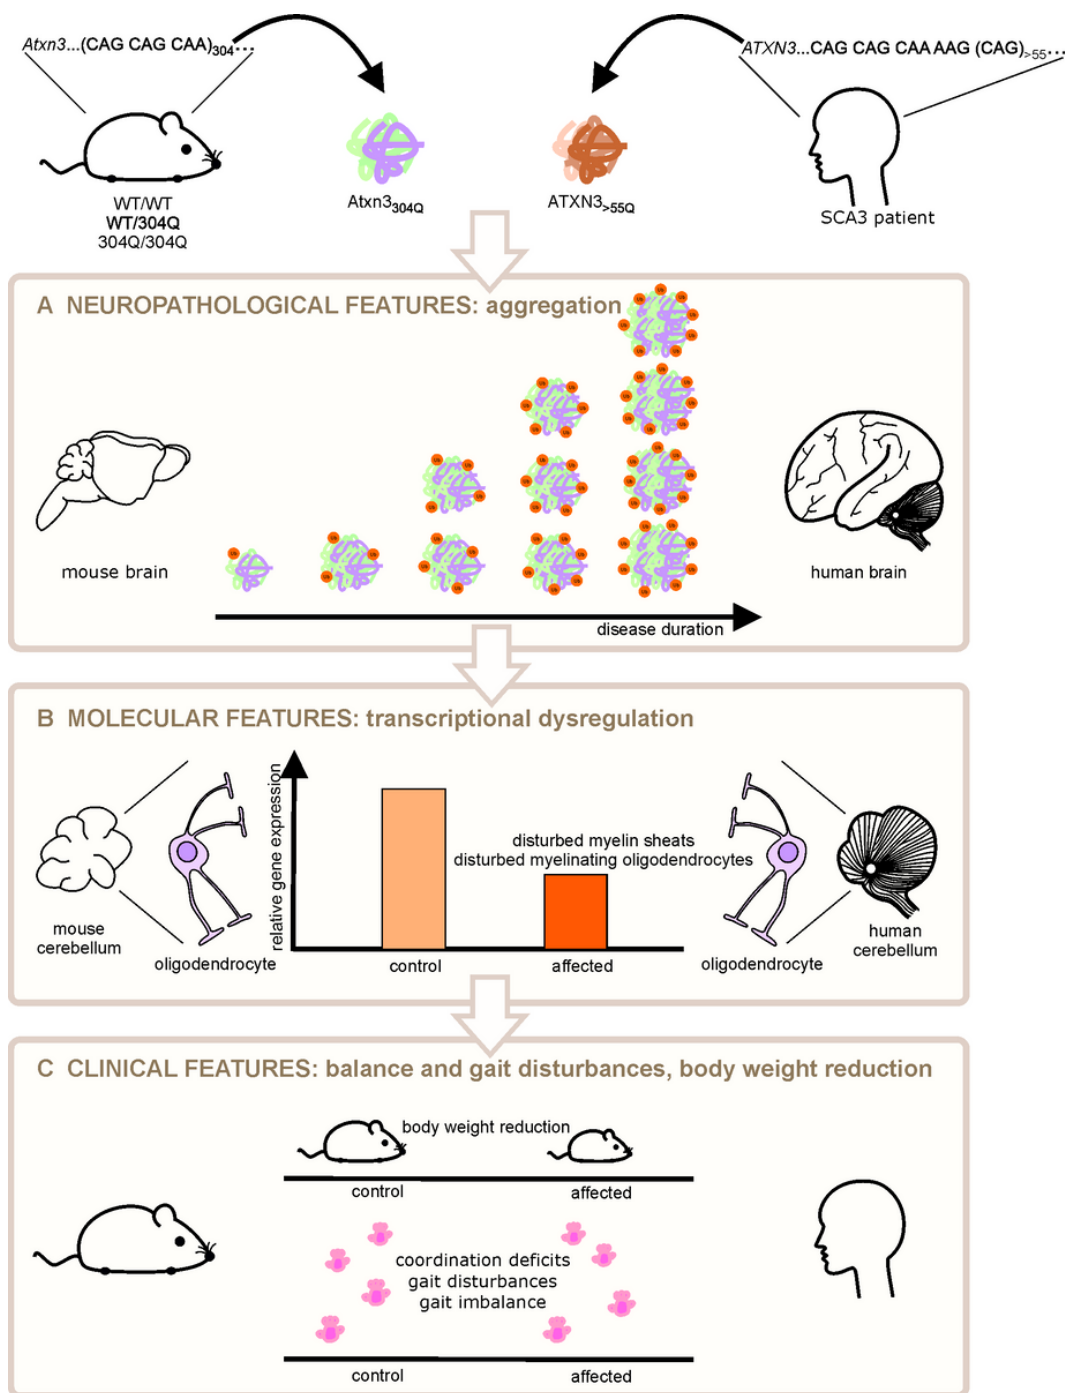 Atxn3...(CAG CAG CAA)304...
ATXN3...CAG CAG CAA AAG (CAG)>55...
WT/WT
WT/304Q
304Q/304Q
Atxn3304Q
ATXN3>55Q
SCA3 patient
A NEUROPATHOLOGICAL FEATURES: aggregation
Ub
mouse brain
human brain
disease duration
B MOLECULAR FEATURES: transcriptional dysregulation
relative gene expression
disturbed myelin sheats
disturbed myelinating oligodendrocytes
mouse
cerebellum
oligodendrocyte
control
affected
oligodendrocyte
human
cerebellum
C CLINICAL FEATURES: balance and gait disturbances, body weight reduction
body weight reduction
control
affected
coordination deficits
gait disturbances
gait imbalance
control
affected